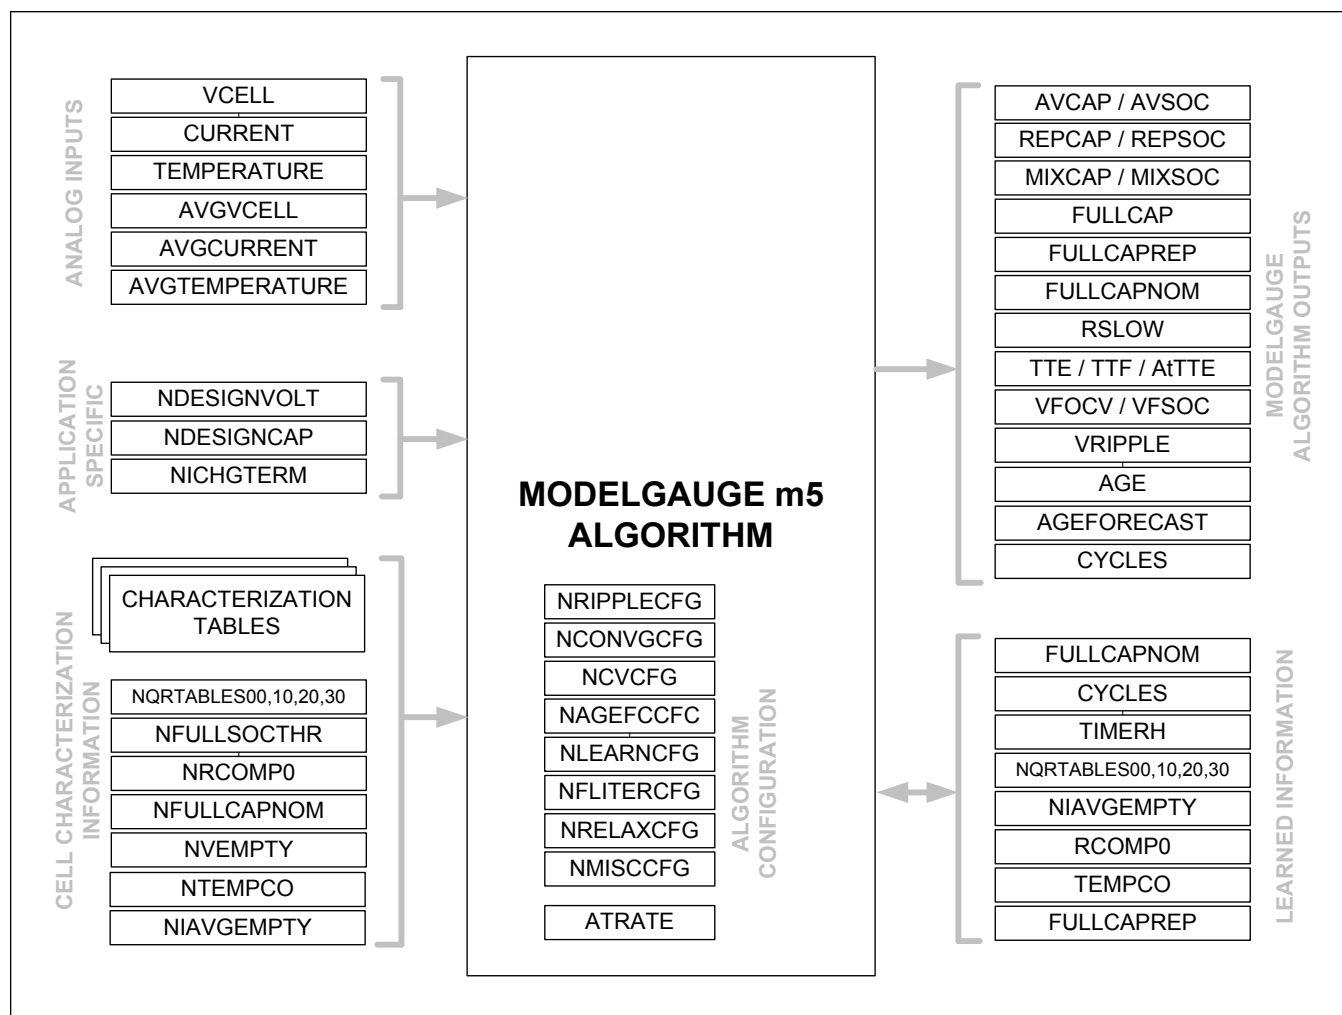 ANALOG INPUTS
VCELL
CURRENT
TEMPERATURE
AVGVCELL
AVGCURRENT
AVGTEMPERATURE
APPLICATION
SPECIFIC
NDESIGNVOLT
NDESIGNCAP
NICHGTERM
CELL CHARACTERIZATION
INFORMATION
CHARACTERIZATION
TABLES
NQRTABLES00,10,20,30
NFULLSOCTHR
NRCOMP0
NFULLCAPNOM
NVEMPTY
NTEMPCO
NIAVGEMPTY
MODELGAUGE m5
ALGORITHM
NRIPPLECFG
NCONVGCFG
NCVCFG
NAGEFCCFC
NLEARNCFG
NFLITERCFG
NRELAXCFG
NMISCCFG
ATRATE
ALGORITHM
CONFIGURATION
AVCAP / AVSOC
REPCAP / REPSOC
MIXCAP / MIXSOC
FULLCAP
FULLCAPREP
FULLCAPNOM
RSLOW
TTE / TTF / AtTTE
VFOCV / VFSOC
VRIPPLE
AGE
AGEFORECAST
CYCLES
MODELGAUGE
ALGORITHM OUTPUTS
FULLCAPNOM
CYCLES
TIMERH
NQRTABLES00,10,20,30
NIAVGEMPTY
RCOMP0
TEMPCO
FULLCAPREP
LEARNED INFORMATION